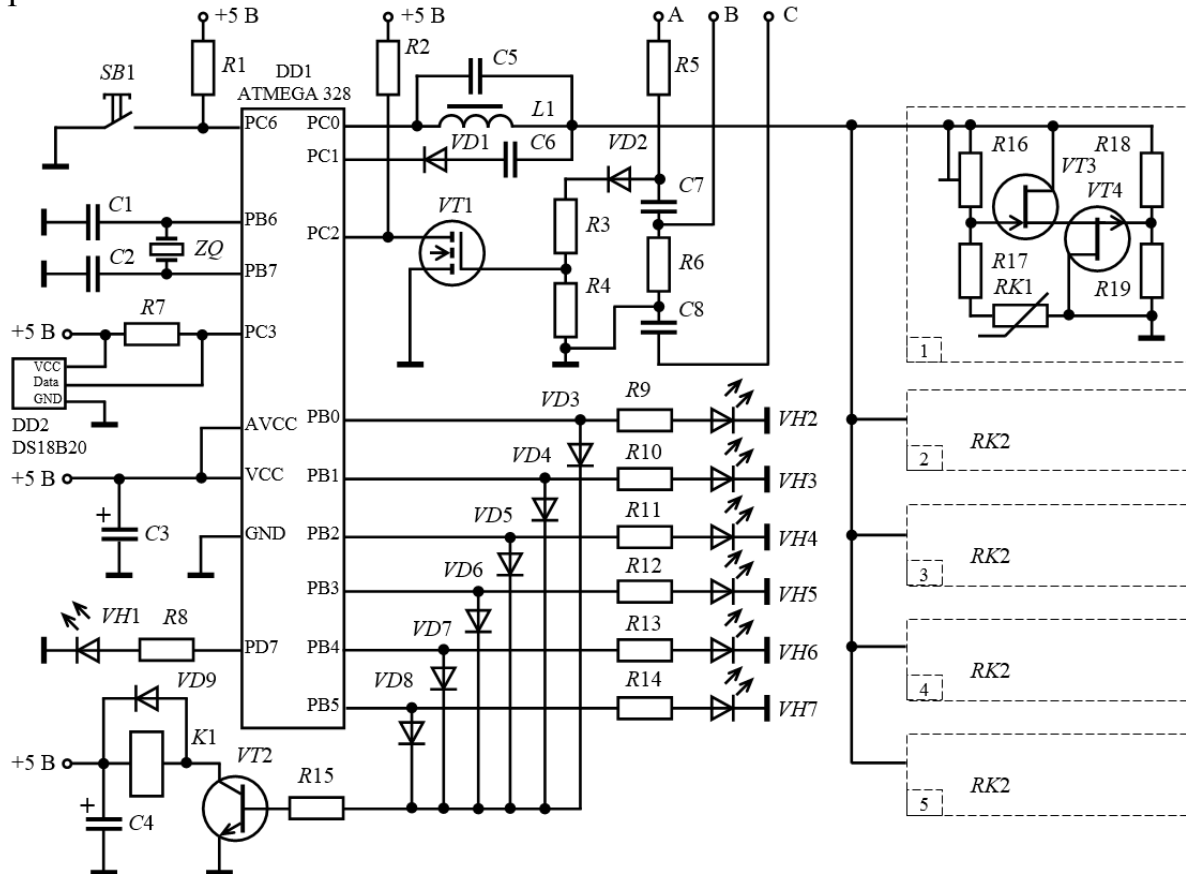 +5 В
+5 В
A
B
C
R1
R2
R5
C5
DD1
ATMEGA 328
SB1
L1
PC6
PC0
PC1
VD1
C6
VD2
R16
R18
VT3
VT4
C7
C1
PB6
VT1
R3
PC2
ZQ
C2
PB7
R6
R4
R17
RK1
R19
C8
R7
+5 В
PC3
1
VCC
Data
GND
DD2
DS18B20
AVCC
PB0
VD3
R9
VH2
RK2
2
+5 В
VCC
PB1
VD4
R10
VH3
C3
GND
PB2
VD5
R11
VH4
RK2
3
PB3
VD6
R12
VH5
VH1
R8
PD7
PB4
VD7
R13
VH6
RK2
4
VD9
VD8
R14
PB5
VH7
K1
+5 В
VT2
R15
RK2
5
C4